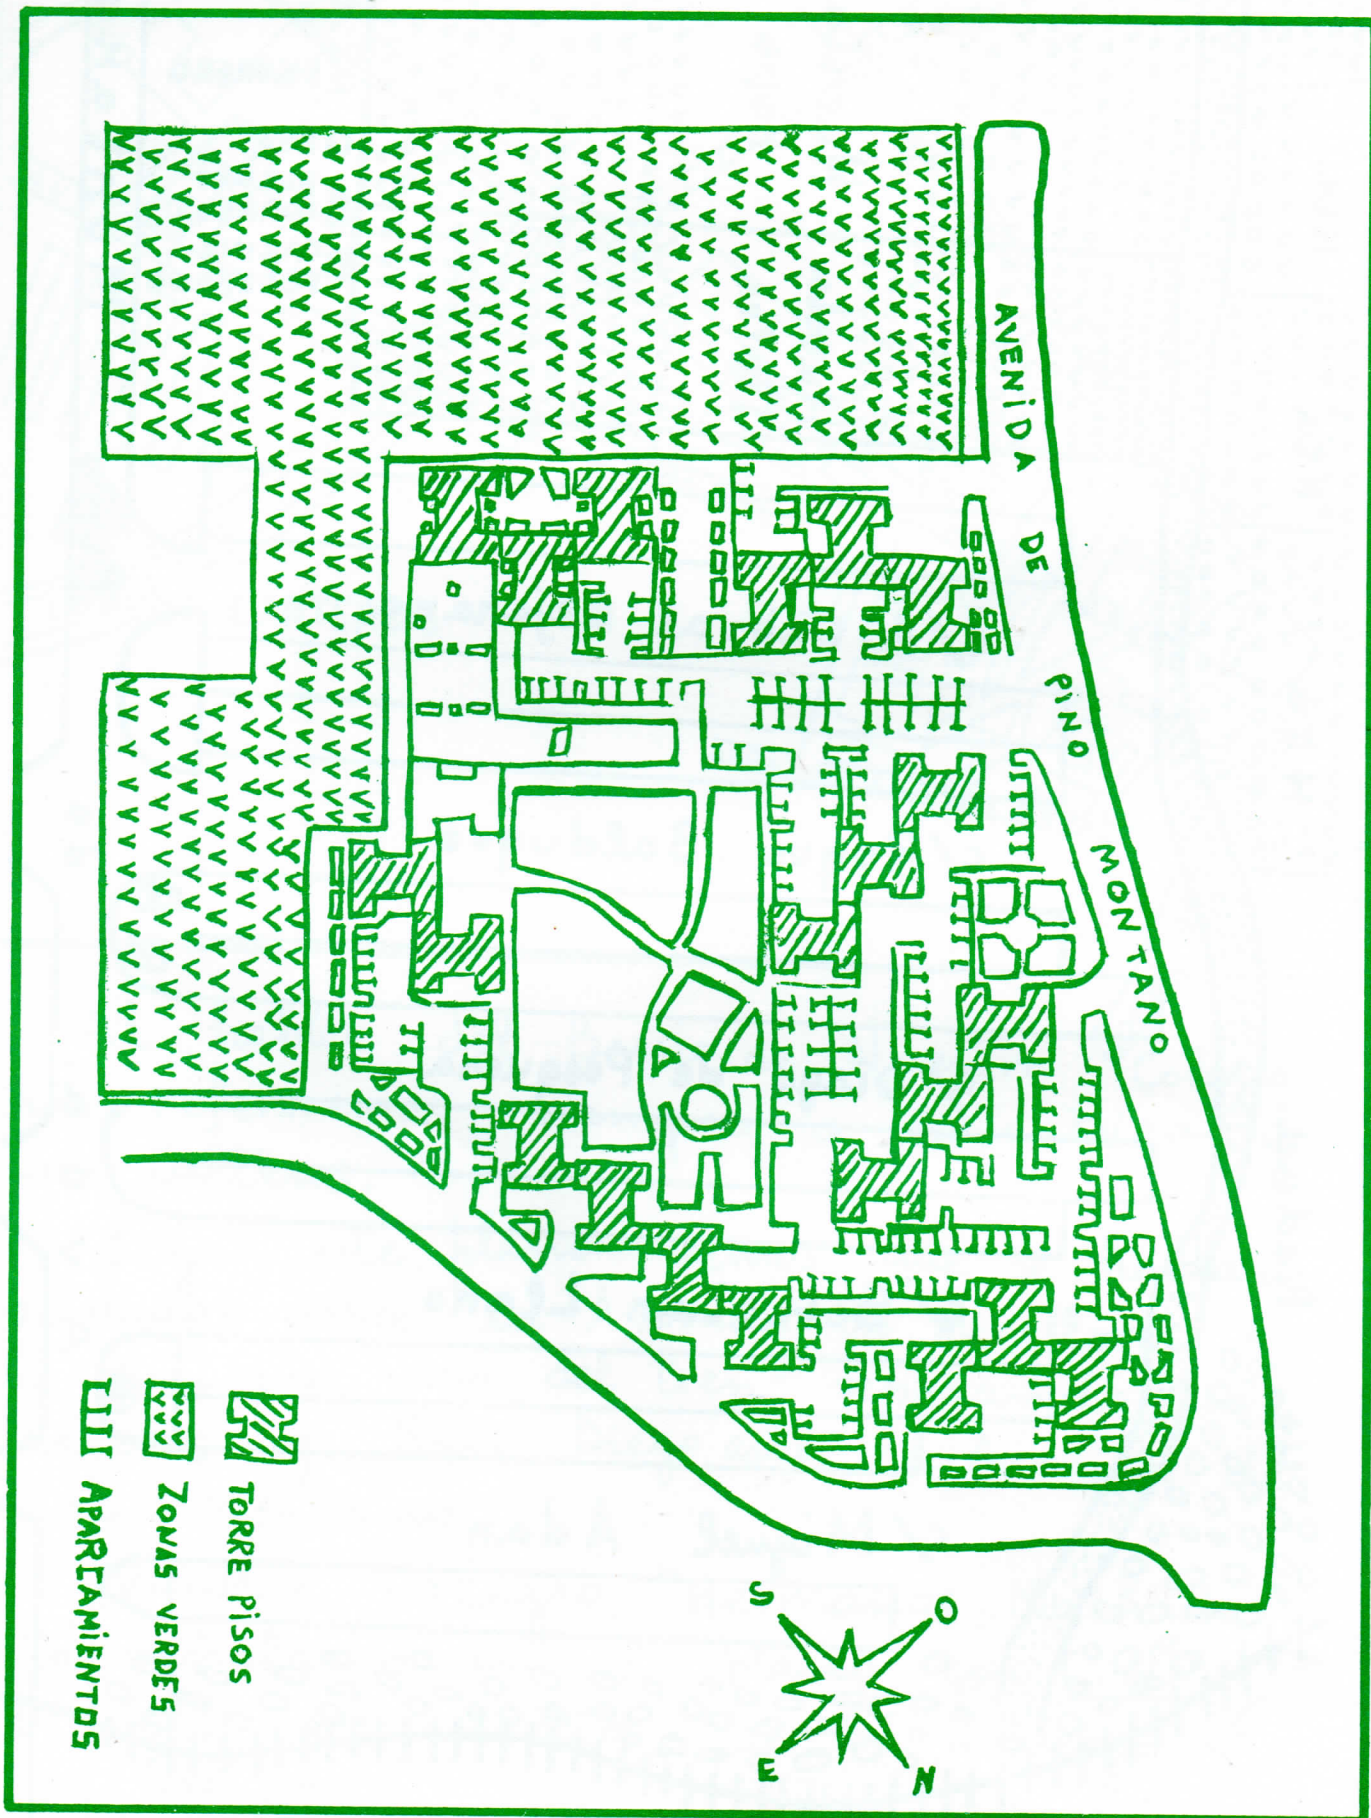 AVENiDA DE PiNO MONTANO
S
O
E
N
TORRE PiSOS
ZONAS VERDES
APARCAMiENTOS